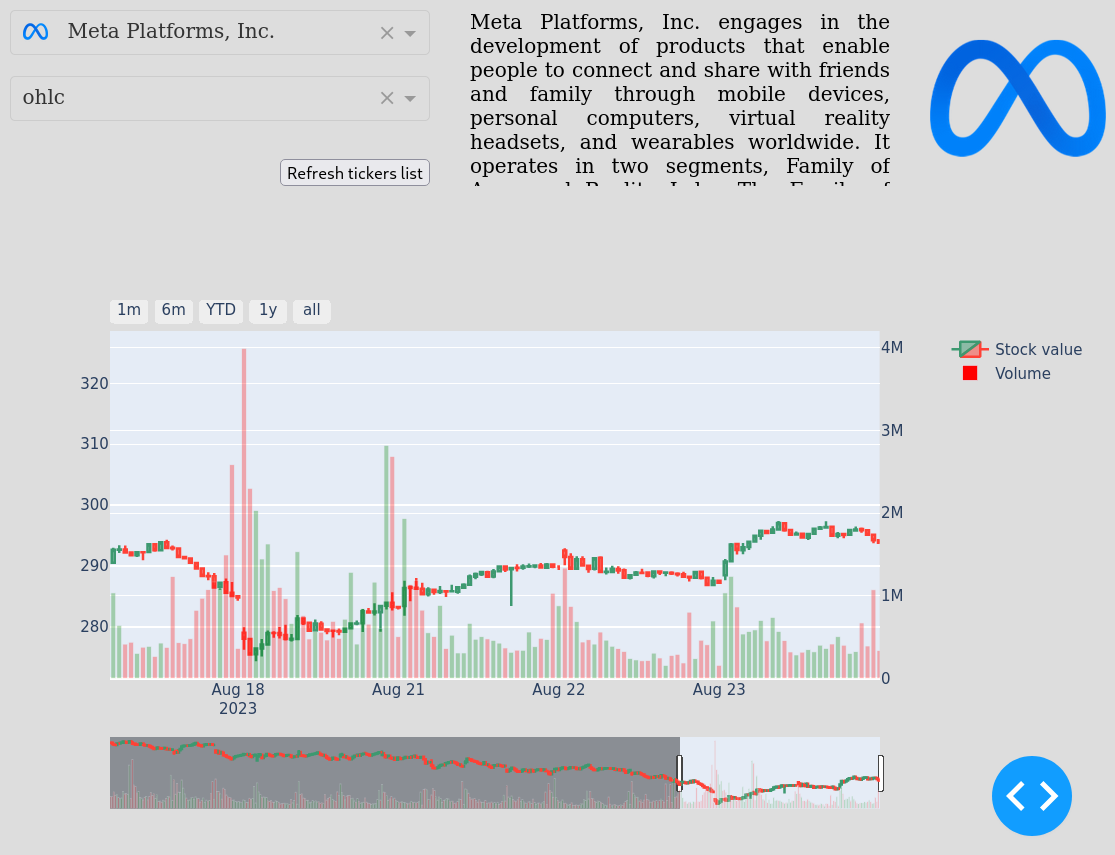 Meta Platforms, Inc.
ohlc
Refresh tickers list
Meta Platforms, Inc. engages in the
development of products that enable
people to connect and share with friends
and family through mobile devices,
personal computers, virtual reality
headsets, and wearables worldwide. It
operates in two segments, Family of
1m 6m YTD 1y all
Stock value
Volume
320
310
300
290
280
4M
3M
2M
1M
0
Aug 18 Aug 21 Aug 22 Aug 23
2023